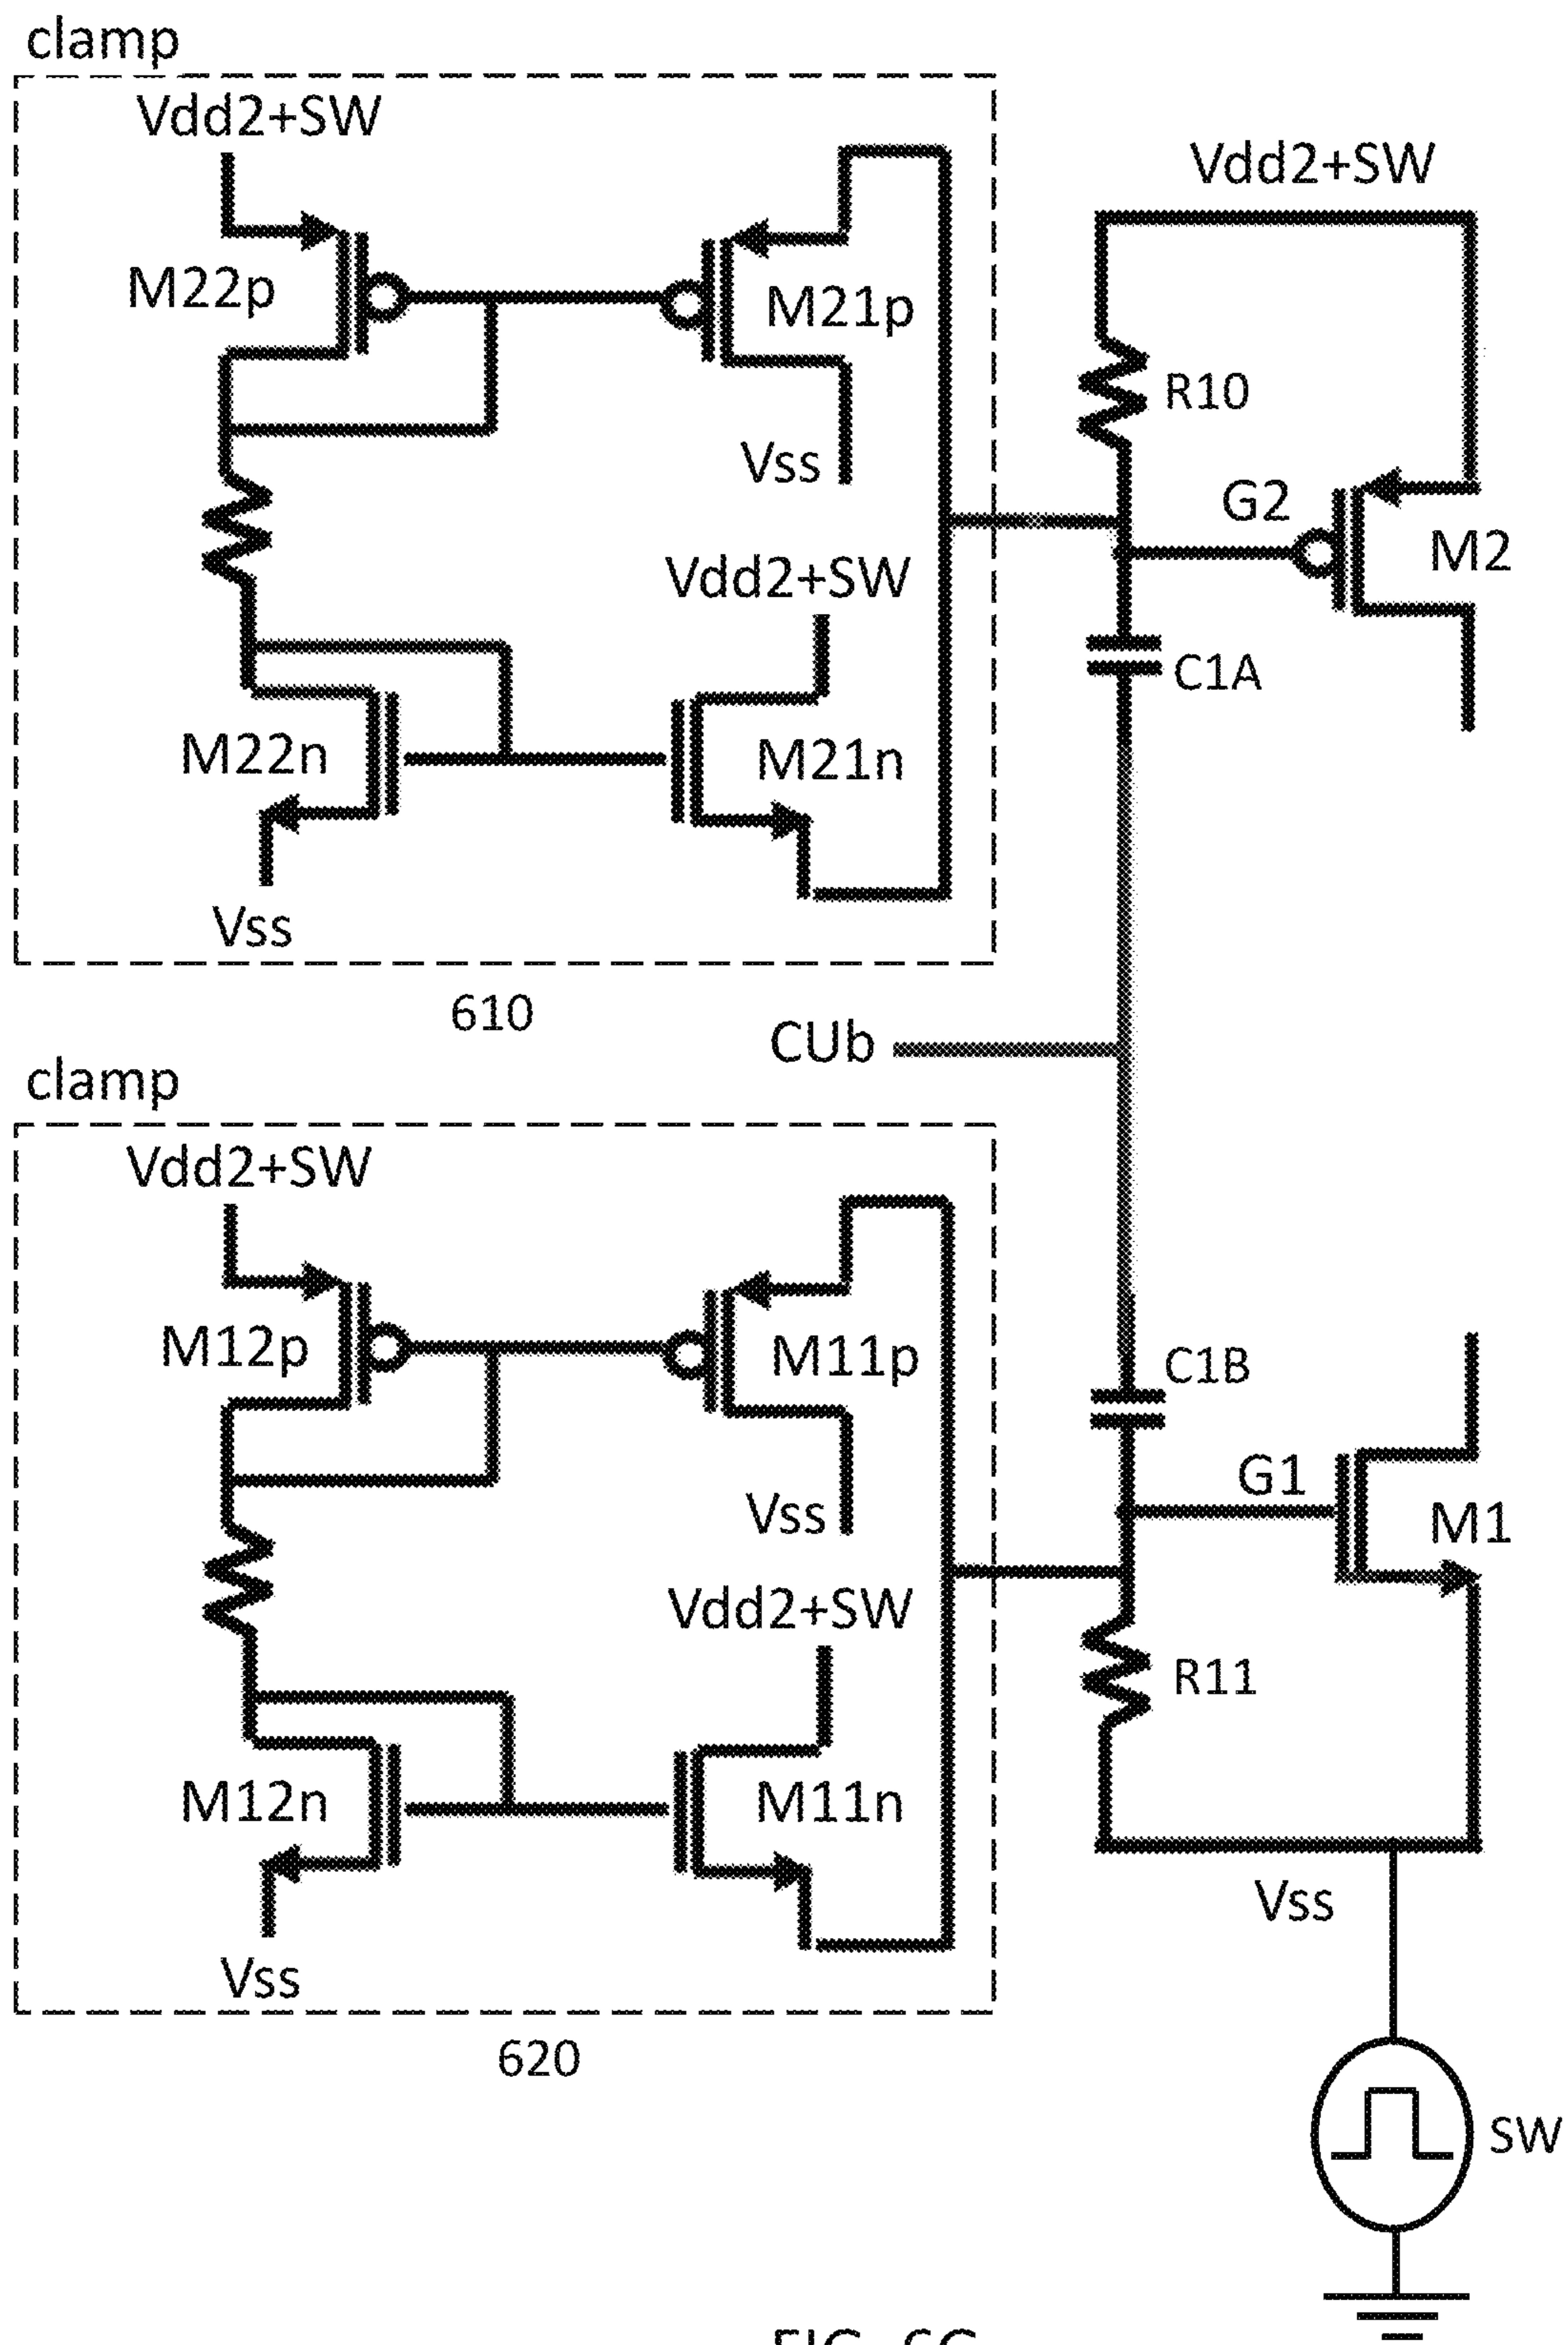 clamp
Vdd2+SW
Vdd2+SW
M22p
M21p
R10
Vss
G2
M2
Vdd2+SW
C1A
M22n
M21n
Vss
610
CUb
clamp
Vdd2+SW
M12p
M11p
C1B
G1
Vss
M1
Vdd2+SW
R11
M12n
M11n
Vss
Vss
620
SW